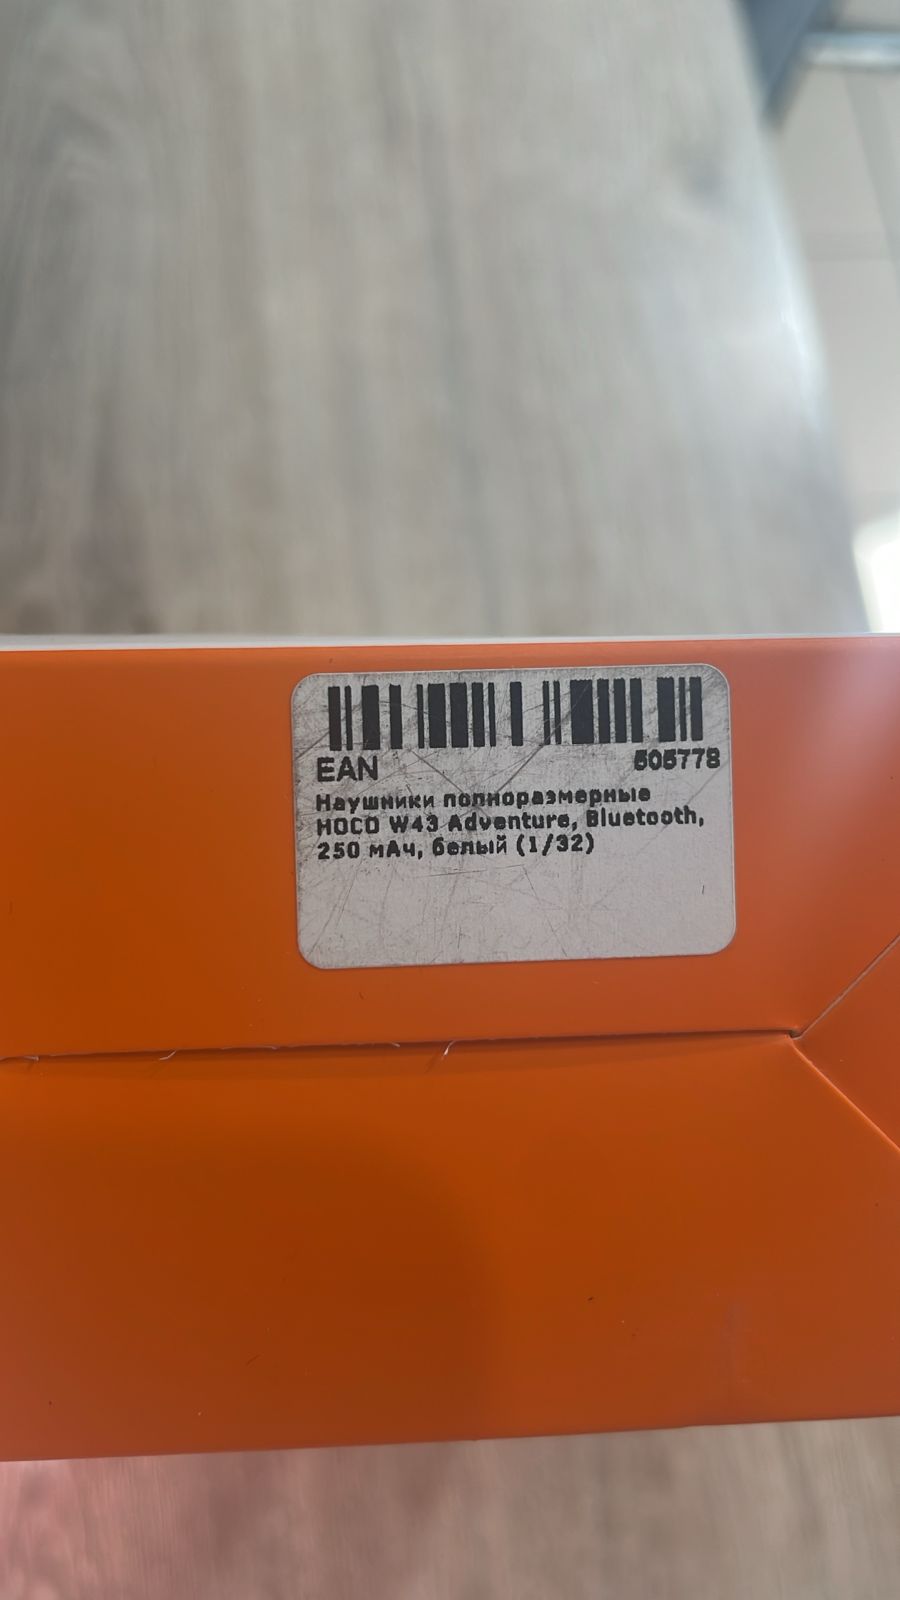 EAN 505778
Наушники полноразмерные
HOCO W43 Adventure, Bluetooth,
250 мАч, белый (1/32)